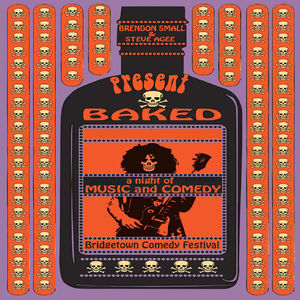 BRENDON SMALL
&
STEVE AGEE
Present
BAKED
a night of
MUSIC and COMEDY
Bridgetown Comedy Festival